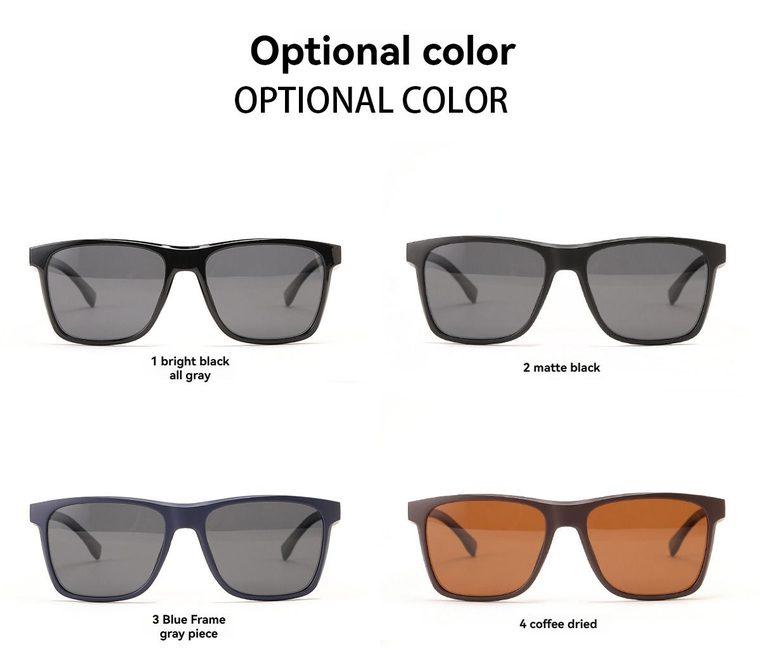 Optional color
OPTIONAL COLOR
1 bright black
all gray
2 matte black
3 Blue Frame
gray piece
4 coffee dried